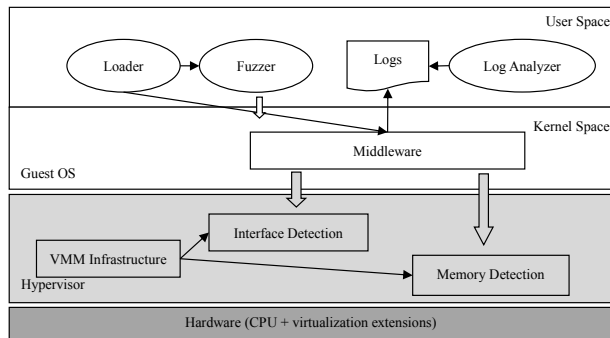 User Space
Loader
Fuzzer
Logs
Log Analyzer
Kernel Space
Middleware
Guest OS
Interface Detection
VMM Infrastructure
Memory Detection
Hypervisor
Hardware (CPU + virtualization extensions)